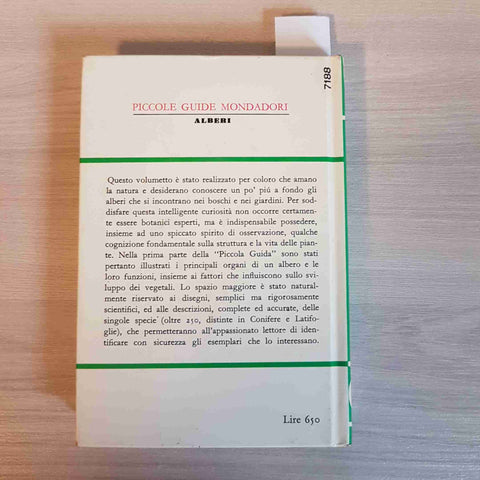 7188
PICCOLE GUIDE MONDADORI
ALBERI
Questo volumetto è stato realizzato per coloro che amano
la natura e desiderano conoscere un po' piú a fondo gli
alberi che si incontrano nei boschi e nei giardini. Per sod-
disfare questa intelligente curiosità non occorre certamen-
te essere botanici esperti, ma è indispensabile possedere,
insieme ad uno spiccato spirito di osservazione, qualche
cognizione fondamentale sulla struttura e la vita delle pian-
te. Nella prima parte della "Piccola Guida" sono stati
pertanto illustrati i principali organi di un albero e le
loro funzioni, insieme ai fattori che influiscono sullo svi-
luppo dei vegetali. Lo spazio maggiore è stato natural-
mente riservato ai disegni, semplici ma rigorosamente
scientifici, ed alle descrizioni, complete ed accurate, delle
singole specie (oltre 250, distinte in Conifere e Latifo-
glie), che permetteranno all'appassionato lettore di iden-
tificare con sicurezza gli esemplari che lo interessano.
Lire 650